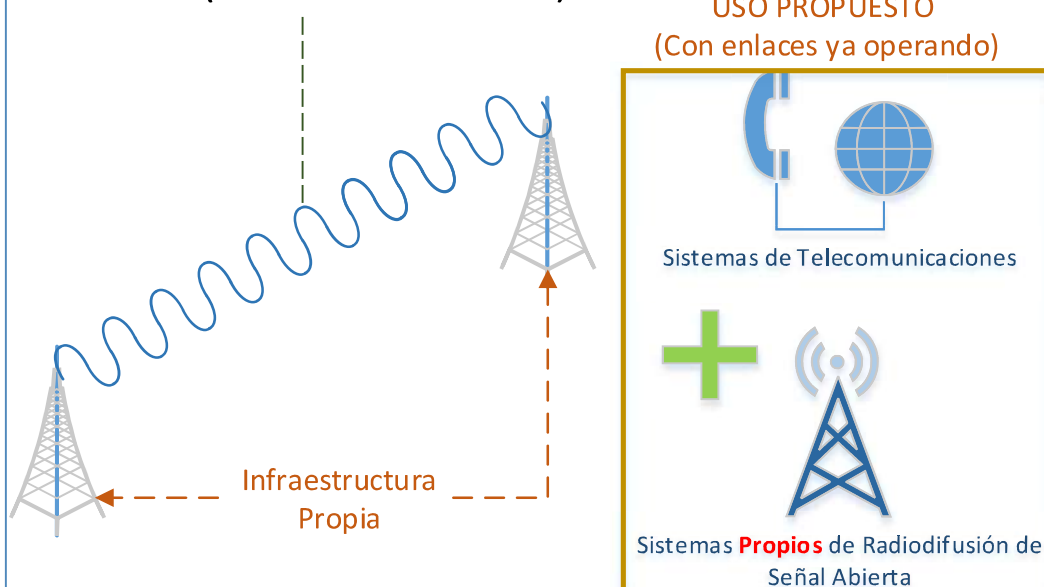 USO PROPUESTO
(Con enlaces ya operando)
Sistemas de Telecomunicaciones
Infraestructura
Propia
Sistemas Propios de Radiodifusión de
Señal Abierta